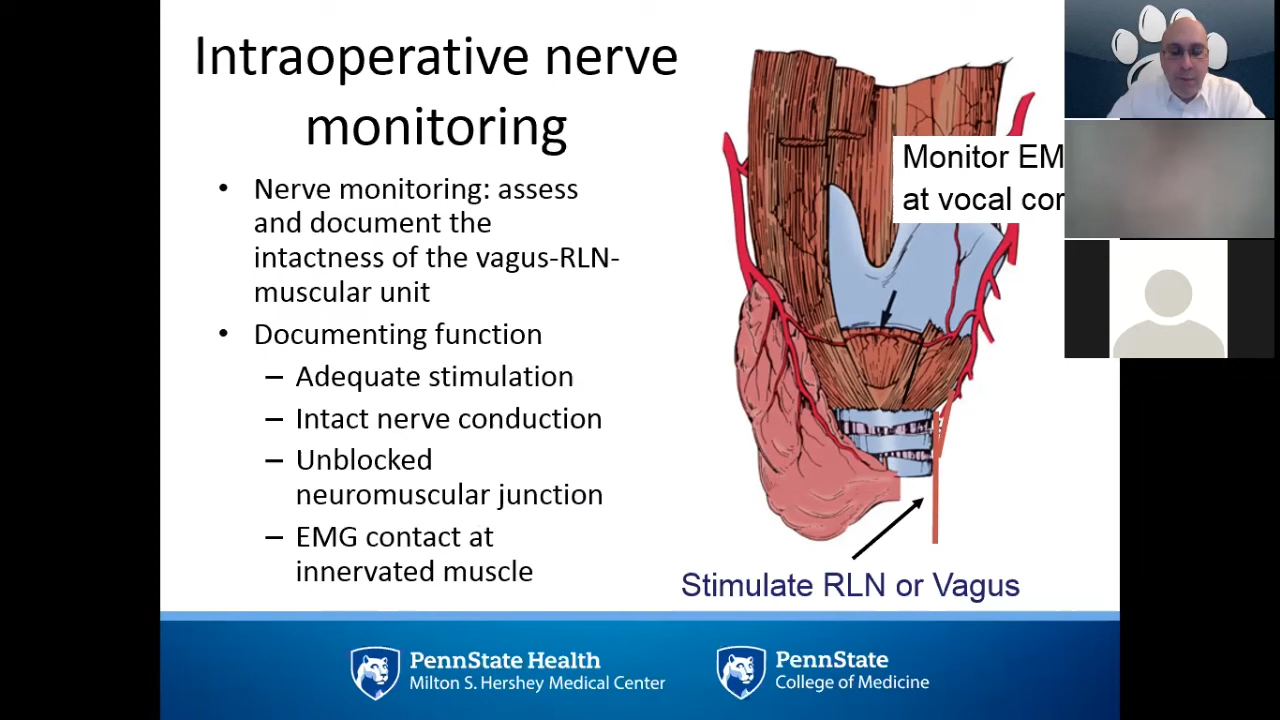 Intraoperative nerve
monitoring
• Nerve monitoring: assess
and document the
intactness of the vagus-RLN-
muscular unit
• Documenting function
– Adequate stimulation
– Intact nerve conduction
– Unblocked
neuromuscular junction
– EMG contact at
innervated muscle
Monitor EM
at vocal cor
Stimulate RLN or Vagus
PennState Health
Milton S. Hershey Medical Center
PennState
College of Medicine